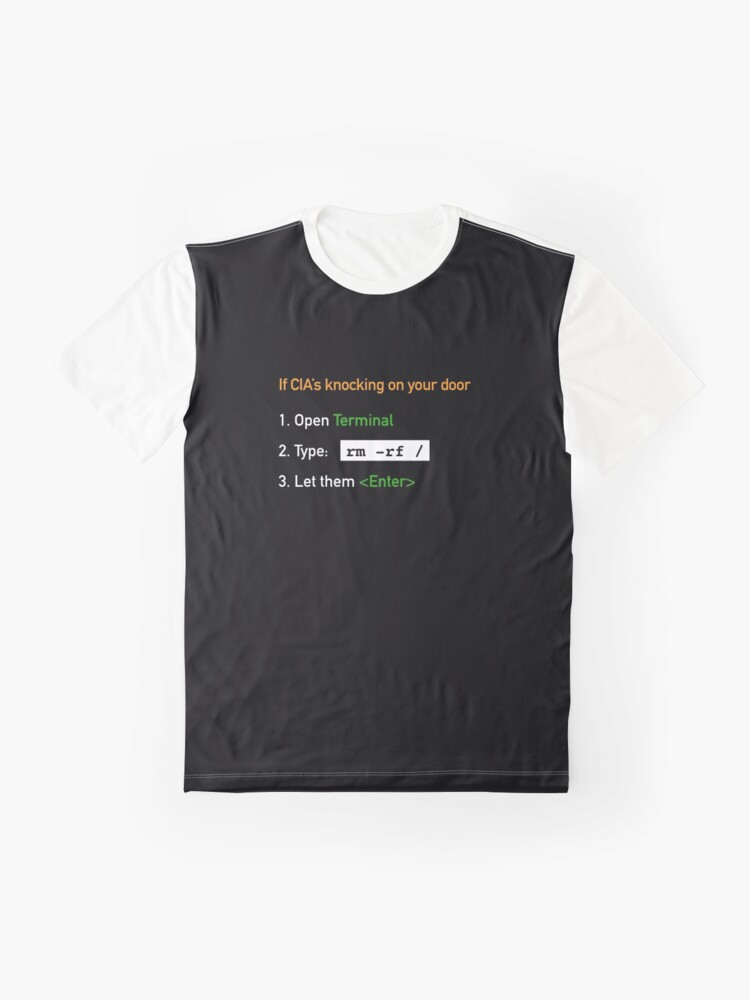 If CIA's knocking on your door
1. Open Terminal
2. Type: rm -rf /
3. Let them <Enter>